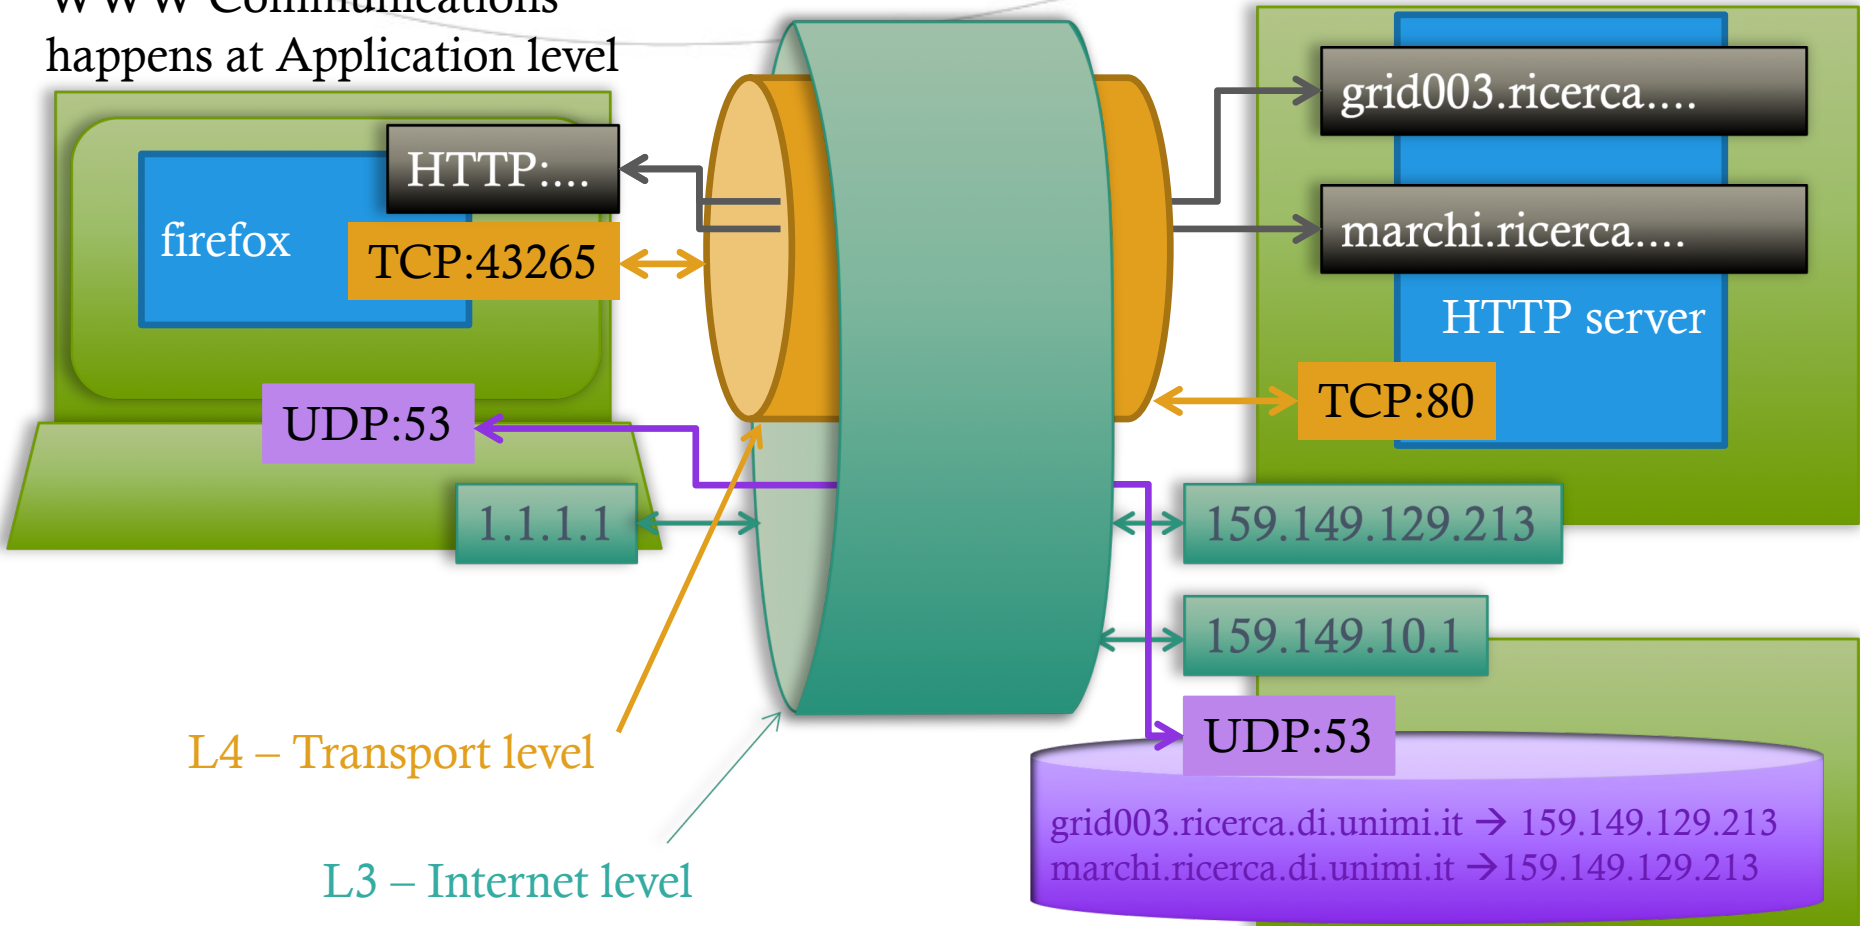 WWW Communications
happens at Application level
HTTP:...
firefox
TCP:43265
UDP:53
1.1.1.1
grid003.ricerca....
marchi.ricerca....
HTTP server
TCP:80
159.149.129.213
159.149.10.1
UDP:53
grid003.ricerca.di.unimi.it → 159.149.129.213
marchi.ricerca.di.unimi.it →159.149.129.213
L4 – Transport level
L3 – Internet level